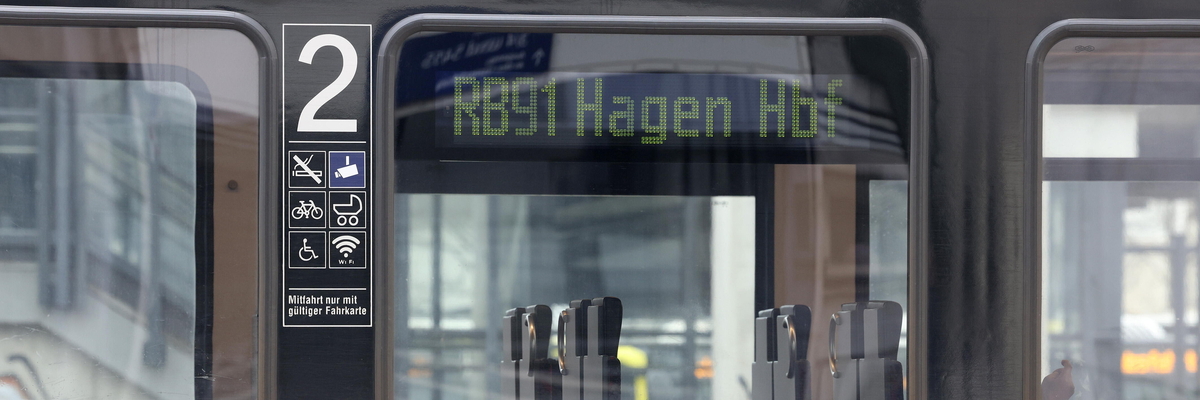 2
Wi Fi
Mitfahrt nur mit
gültiger Fahrkarte
RB91 Hagen Hbf